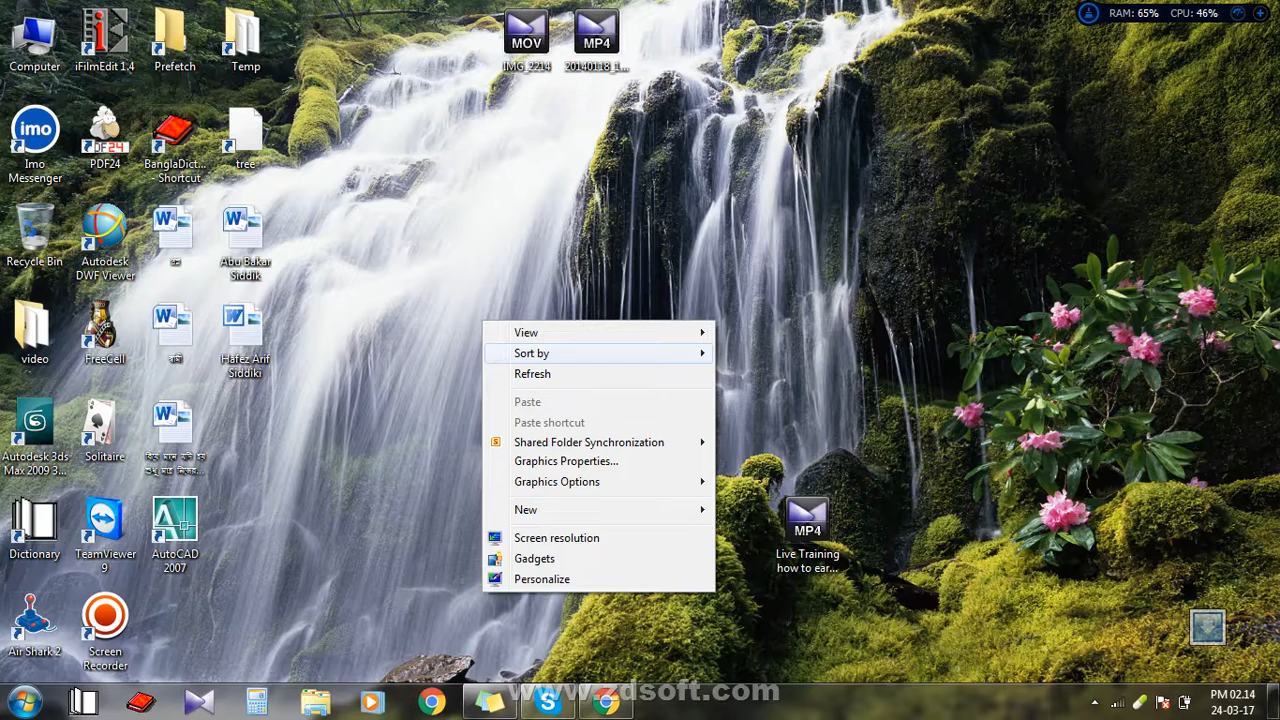 RAM: 65% CPU: 46%
MOV
MP4
Computer
iFilmEdit 1.4
Prefetch
Temp
IMG_2214
20140118_1...
imo
Imo
Messenger
PDF24
BanglaDict...
- Shortcut
tree
Recycle Bin
Autodesk
DWF Viewer
Abu Bakar
Siddik
video
FreeCell
Hafez Arif
Siddiki
Autodesk 3ds
Max 2009 3...
Solitaire
Dictionary
TeamViewer
9
AutoCAD
2007
Air Shark 2
Screen
Recorder
View
Sort by
Refresh
Paste
Paste shortcut
Shared Folder Synchronization
Graphics Properties...
Graphics Options
New
Screen resolution
Gadgets
Personalize
MP4
Live Training
how to ear...
www.zdsoft.com
PM 02.14
24-03-17